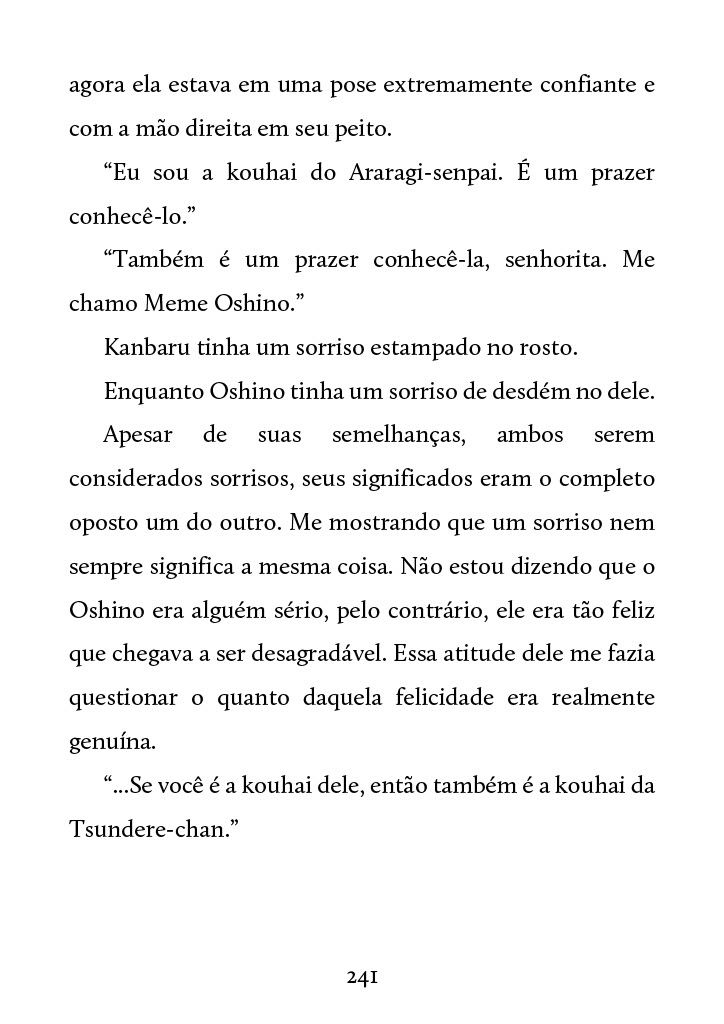 agora ela estava em uma pose extremamente confiante e
com a mão direita em seu peito.
“Eu sou a kouhai do Araragi-senpai. É um prazer
conhecê-lo.”
“Também é um prazer conhecê-la, senhorita. Me
chamo Meme Oshino.”
Kanbaru tinha um sorriso estampado no rosto.
Enquanto Oshino tinha um sorriso de desdém no dele.
Apesar de suas semelhanças, ambos serem
considerados sorrisos, seus significados eram o completo
oposto um do outro. Me mostrando que um sorriso nem
sempre significa a mesma coisa. Não estou dizendo que o
Oshino era alguém sério, pelo contrário, ele era tão feliz
que chegava a ser desagradável. Essa atitude dele me fazia
questionar o quanto daquela felicidade era realmente
genuína.
“...Se você é a kouhai dele, então também é a kouhai da
Tsundere-chan.”
241